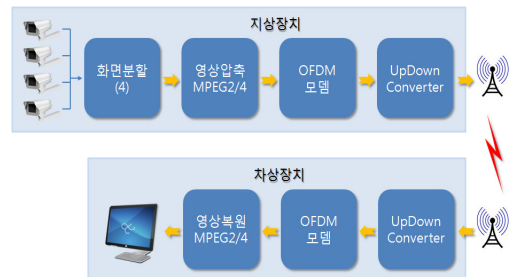 지상장치
화면분할
(4)
영상압축
MPEG2/4
OFDM
모뎀
UpDown
Converter
차상장치
영상복원
MPEG2/4
OFDM
모뎀
UpDown
Converter